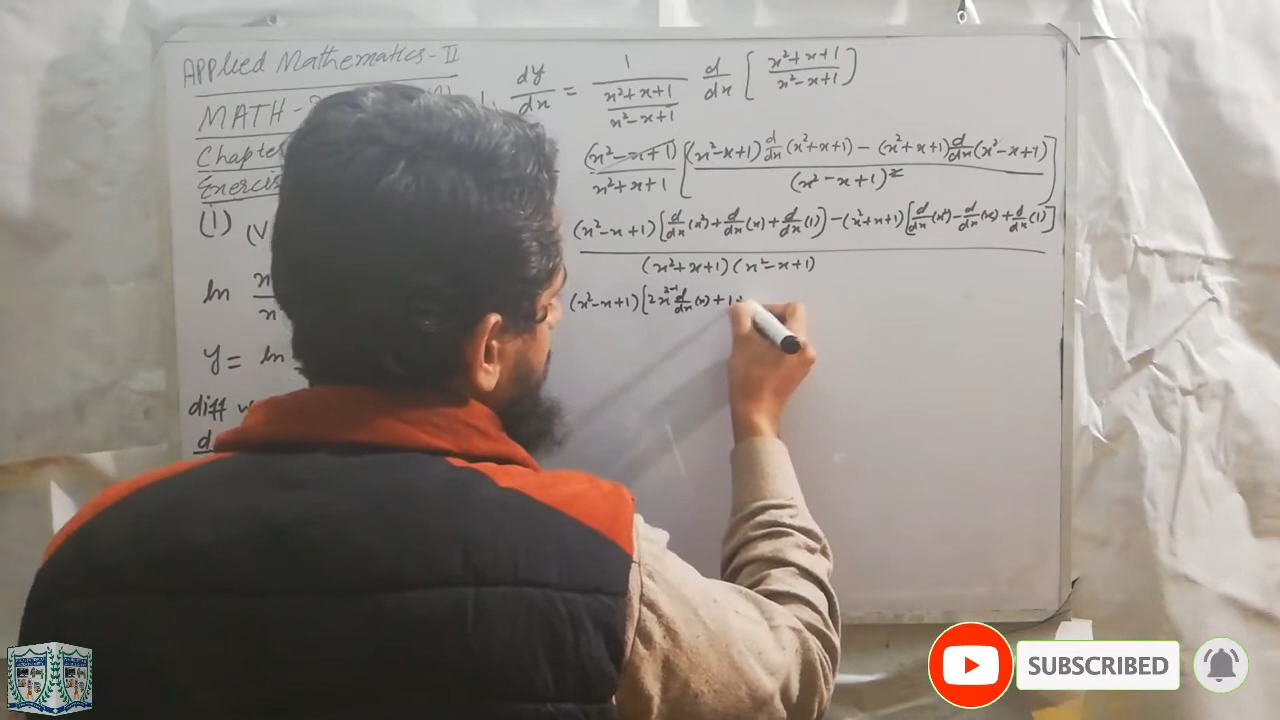 Applied Mathematics-II
MATH-
Chapter
Exercis
(1) (V
ln x
x
y = ln
diff w
d
dy/dx = 1/((x²+x+1)/(x²-x+1)) d/dx [(x²+x+1)/(x²-x+1)]
(x²-x+1)/(x²+x+1) [((x²-x+1) d/dx (x²+x+1) - (x²+x+1) d/dx (x²-x+1))/(x²-x+1)²]
(x²-x+1)[d/dx (x²) + d/dx (x) + d/dx (1)] - (x²+x+1)[d/dx (x²) - d/dx (x) + d/dx (1)]
(x²+x+1)(x²-x+1)
(x²-x+1)[2x²⁻¹ d/dx (x) + 1+
SUBSCRIBED